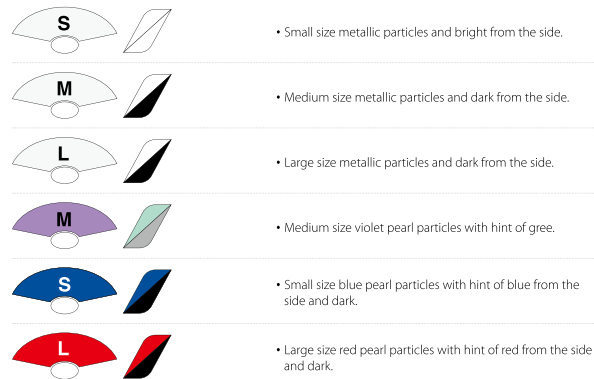 S
• Small size metallic particles and bright from the side.
M
• Medium size metallic particles and dark from the side.
L
• Large size metallic particles and dark from the side.
M
• Medium size violet pearl particles with hint of gree.
S
• Small size blue pearl particles with hint of blue from the
side and dark.
L
• Large size red pearl particles with hint of red from the side
and dark.